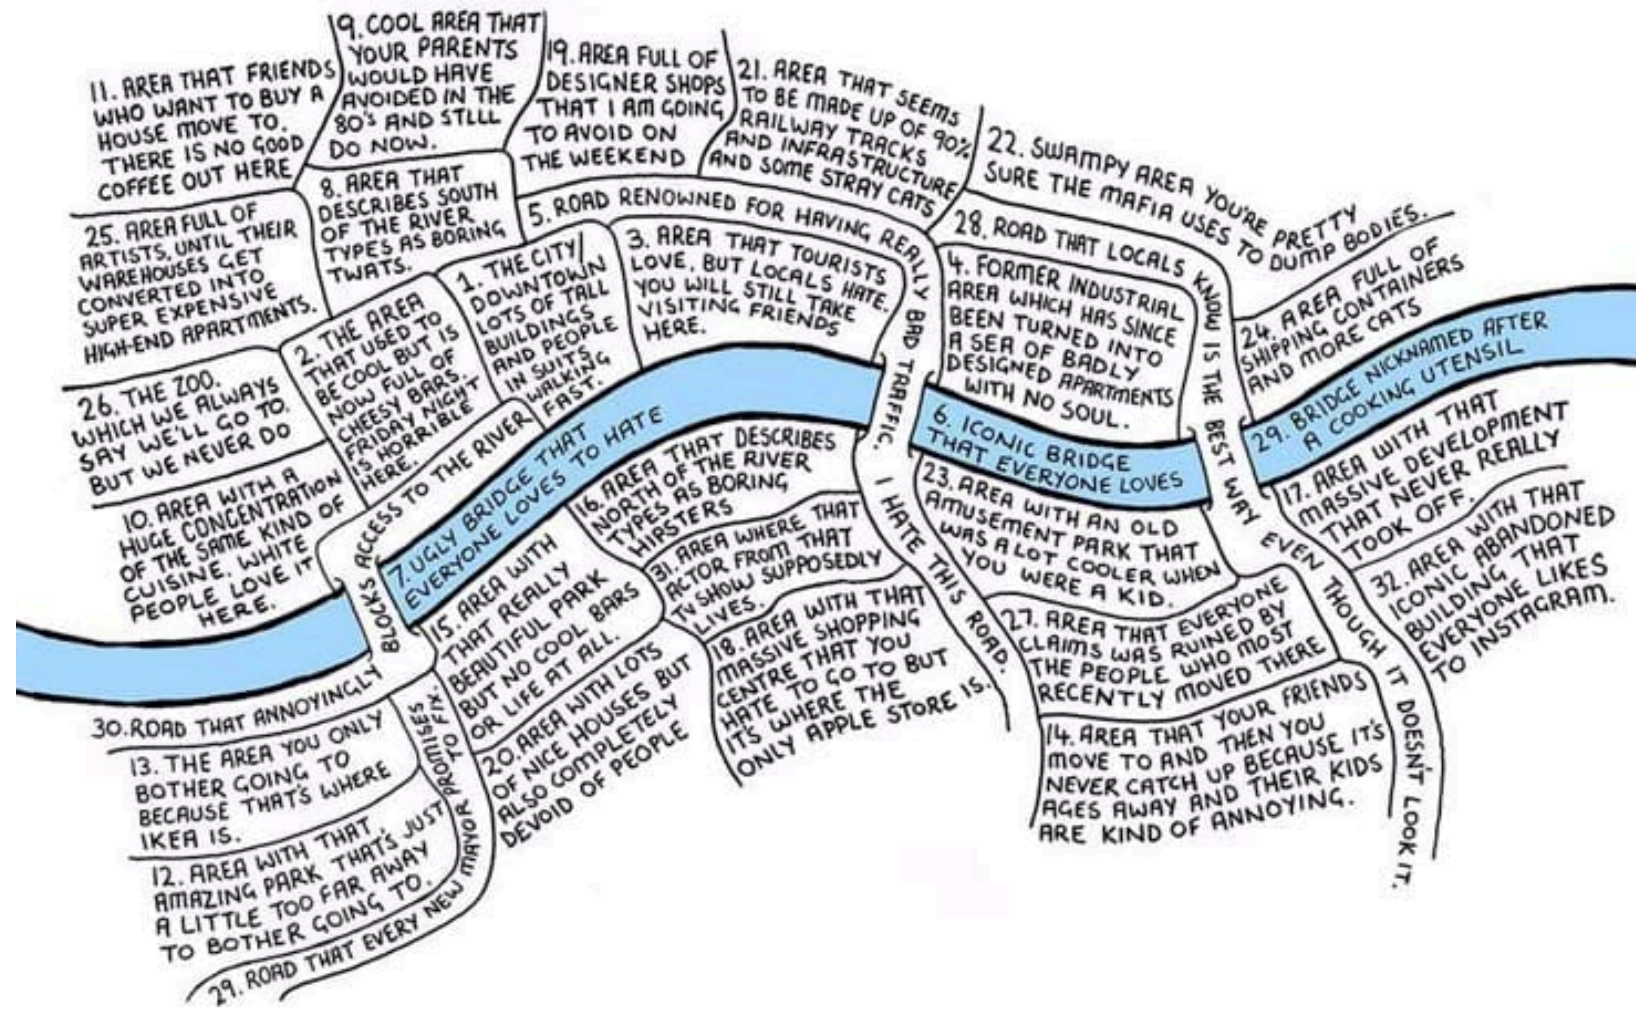 11. AREA THAT FRIENDS
WHO WANT TO BUY A
HOUSE MOVE TO.
THERE IS NO GOOD
COFFEE OUT HERE
9. COOL AREA THAT
YOUR PARENTS
WOULD HAVE
AVOIDED IN THE
80'S AND STLLL
DO NOW.
19. AREA FULL OF
DESIGNER SHOPS
THAT I AM GOING
TO AVOID ON
THE WEEKEND
21. AREA THAT SEEMS
TO BE MADE UP OF 90%
RAILWAY TRACKS
AND INFRASTRUCTURE
AND SOME STRAY CATS
22. SWAMPY AREA YOU'RE PRETTY
SURE THE MAFIA USES TO DUMP BODIES.
25. AREA FULL OF
ARTISTS, UNTIL THEIR
WAREHOUSES GET
CONVERTED INTO
SUPER EXPENSIVE
HIGH-END APARTMENTS.
8. AREA THAT
DESCRIBES SOUTH
OF THE RIVER
TYPES AS BORING
TWATS.
5. ROAD RENOWNED FOR HAVING REALLY BAD TRAFFIC. I HATE THIS ROAD.
28. ROAD THAT LOCALS KNOW IS THE BEST WAY EVEN THOUGH IT DOESN'T LOOK IT.
1. THE CITY/
DOWNTOWN
LOTS OF TALL
BUILDINGS
AND PEOPLE
IN SUITS
WALKING
FAST.
3. AREA THAT TOURISTS
LOVE, BUT LOCALS HATE.
YOU WILL STILL TAKE
VISITING FRIENDS
HERE.
4. FORMER INDUSTRIAL
AREA WHICH HAS SINCE
BEEN TURNED INTO
A SEA OF BADLY
DESIGNED APARTMENTS
WITH NO SOUL.
24. AREA FULL OF
SHIPPING CONTAINERS
AND MORE CATS
26. THE ZOO.
WHICH WE ALWAYS
SAY WE'LL GO TO.
BUT WE NEVER DO
2. THE AREA
THAT USED TO
BE COOL BUT IS
NOW FULL OF
CHEESY BARS.
FRIDAY NIGHT
IS HORRIBLE
HERE.
10. AREA WITH A
HUGE CONCENTRATION
OF THE SAME KIND OF
CUISINE. WHITE
PEOPLE LOVE IT
HERE.
7. UGLY BRIDGE THAT
EVERYONE LOVES TO HATE
6. ICONIC BRIDGE
THAT EVERYONE LOVES
29. BRIDGE NICKNAMED AFTER
A COOKING UTENSIL
30. ROAD THAT ANNOYINGLY BLOCKS ACCESS TO THE RIVER
16. AREA THAT DESCRIBES
NORTH OF THE RIVER
TYPES AS BORING
HIPSTERS
23. AREA WITH AN OLD
AMUSEMENT PARK THAT
WAS A LOT COOLER WHEN
YOU WERE A KID.
17. AREA WITH THAT
MASSIVE DEVELOPMENT
THAT NEVER REALLY
TOOK OFF.
31. AREA WHERE THAT
ACTOR FROM THAT
TV SHOW SUPPOSEDLY
LIVES.
15. AREA WITH
THAT REALLY
BEAUTIFUL PARK
BUT NO COOL BARS
OR LIFE AT ALL.
32. AREA WITH THAT
ICONIC ABANDONED
BUILDING THAT
EVERYONE LIKES
TO INSTAGRAM.
18. AREA WITH THAT
MASSIVE SHOPPING
CENTRE THAT YOU
HATE TO GO TO BUT
IT'S WHERE THE
ONLY APPLE STORE IS.
27. AREA THAT EVERYONE
CLAIMS WAS RUINED BY
THE PEOPLE WHO MOST
RECENTLY MOVED THERE
20. AREA WITH LOTS
OF NICE HOUSES BUT
ALSO COMPLETELY
DEVOID OF PEOPLE
13. THE AREA YOU ONLY
BOTHER GOING TO
BECAUSE THAT'S WHERE
IKEA IS.
14. AREA THAT YOUR FRIENDS
MOVE TO AND THEN YOU
NEVER CATCH UP BECAUSE IT'S
AGES AWAY AND THEIR KIDS
ARE KIND OF ANNOYING.
12. AREA WITH THAT
AMAZING PARK THAT'S JUST
A LITTLE TOO FAR AWAY
TO BOTHER GOING TO.
29. ROAD THAT EVERY NEW MAYOR PROMISES
TO FIX.